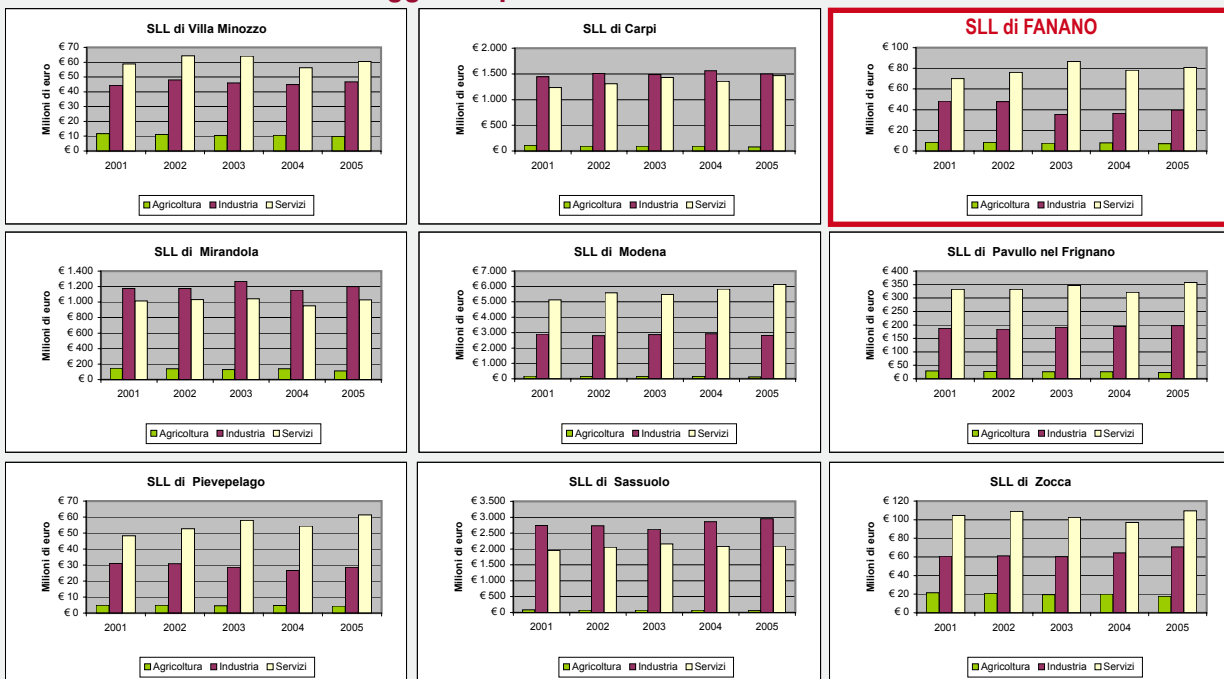 SLL di Villa Minozzo
Milioni di euro
€ 70
€ 60
€ 50
€ 40
€ 30
€ 20
€ 10
€ 0
2001 2002 2003 2004 2005
Agricoltura Industria Servizi
SLL di Carpi
Milioni di euro
€ 2.000
€ 1.500
€ 1.000
€ 500
€ 0
2001 2002 2003 2004 2005
Agricoltura Industria Servizi
SLL di FANANO
Milioni di euro
€ 100
€ 80
€ 60
€ 40
€ 20
€ 0
2001 2002 2003 2004 2005
Agricoltura Industria Servizi
SLL di Mirandola
Milioni di euro
€ 1.400
€ 1.200
€ 1.000
€ 800
€ 600
€ 400
€ 200
€ 0
2001 2002 2003 2004 2005
Agricoltura Industria Servizi
SLL di Modena
Milioni di euro
€ 7.000
€ 6.000
€ 5.000
€ 4.000
€ 3.000
€ 2.000
€ 1.000
€ 0
2001 2002 2003 2004 2005
Agricoltura Industria Servizi
SLL di Pavullo nel Frignano
Milioni di euro
€ 400
€ 350
€ 300
€ 250
€ 200
€ 150
€ 100
€ 50
€ 0
2001 2002 2003 2004 2005
Agricoltura Industria Servizi
SLL di Pievepelago
Milioni di euro
€ 70
€ 60
€ 50
€ 40
€ 30
€ 20
€ 10
€ 0
2001 2002 2003 2004 2005
Agricoltura Industria Servizi
SLL di Sassuolo
Milioni di euro
€ 3.500
€ 3.000
€ 2.500
€ 2.000
€ 1.500
€ 1.000
€ 500
€ 0
2001 2002 2003 2004 2005
Agricoltura Industria Servizi
SLL di Zocca
Milioni di euro
€ 120
€ 100
€ 80
€ 60
€ 40
€ 20
€ 0
2001 2002 2003 2004 2005
Agricoltura Industria Servizi